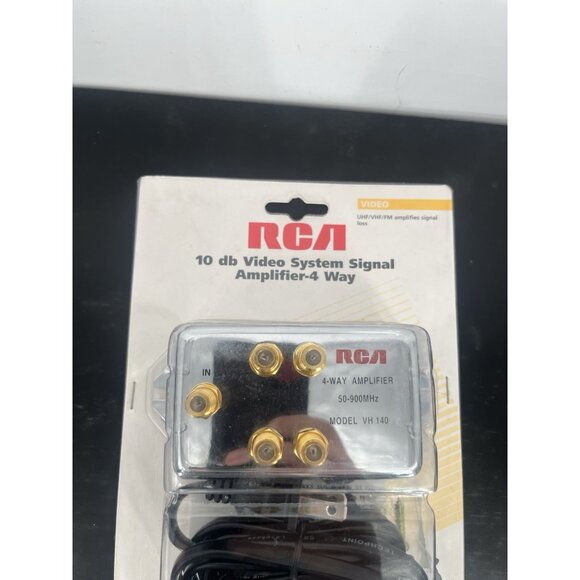 VIDEO
UHF/VHF/FM amplifies signal
loss
RCA
10 db Video System Signal
Amplifier-4 Way
RCA
IN
4-WAY AMPLIFIER
50-900MHz
MODEL VH 140
TECHPOINT